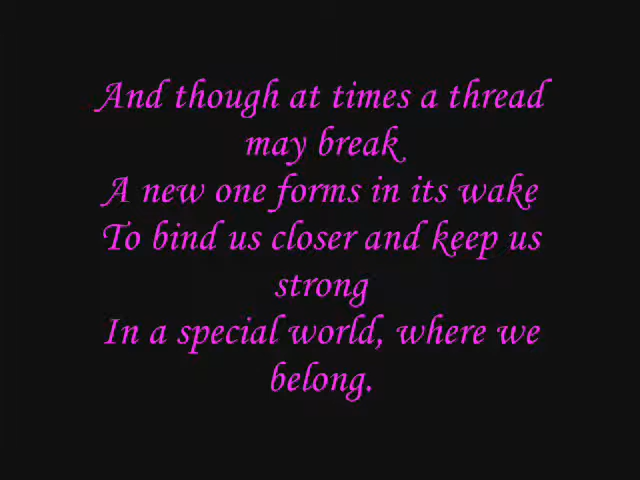 And though at times a thread
may break
A new one forms in its wake
To bind us closer and keep us
strong
In a special world, where we
belong.